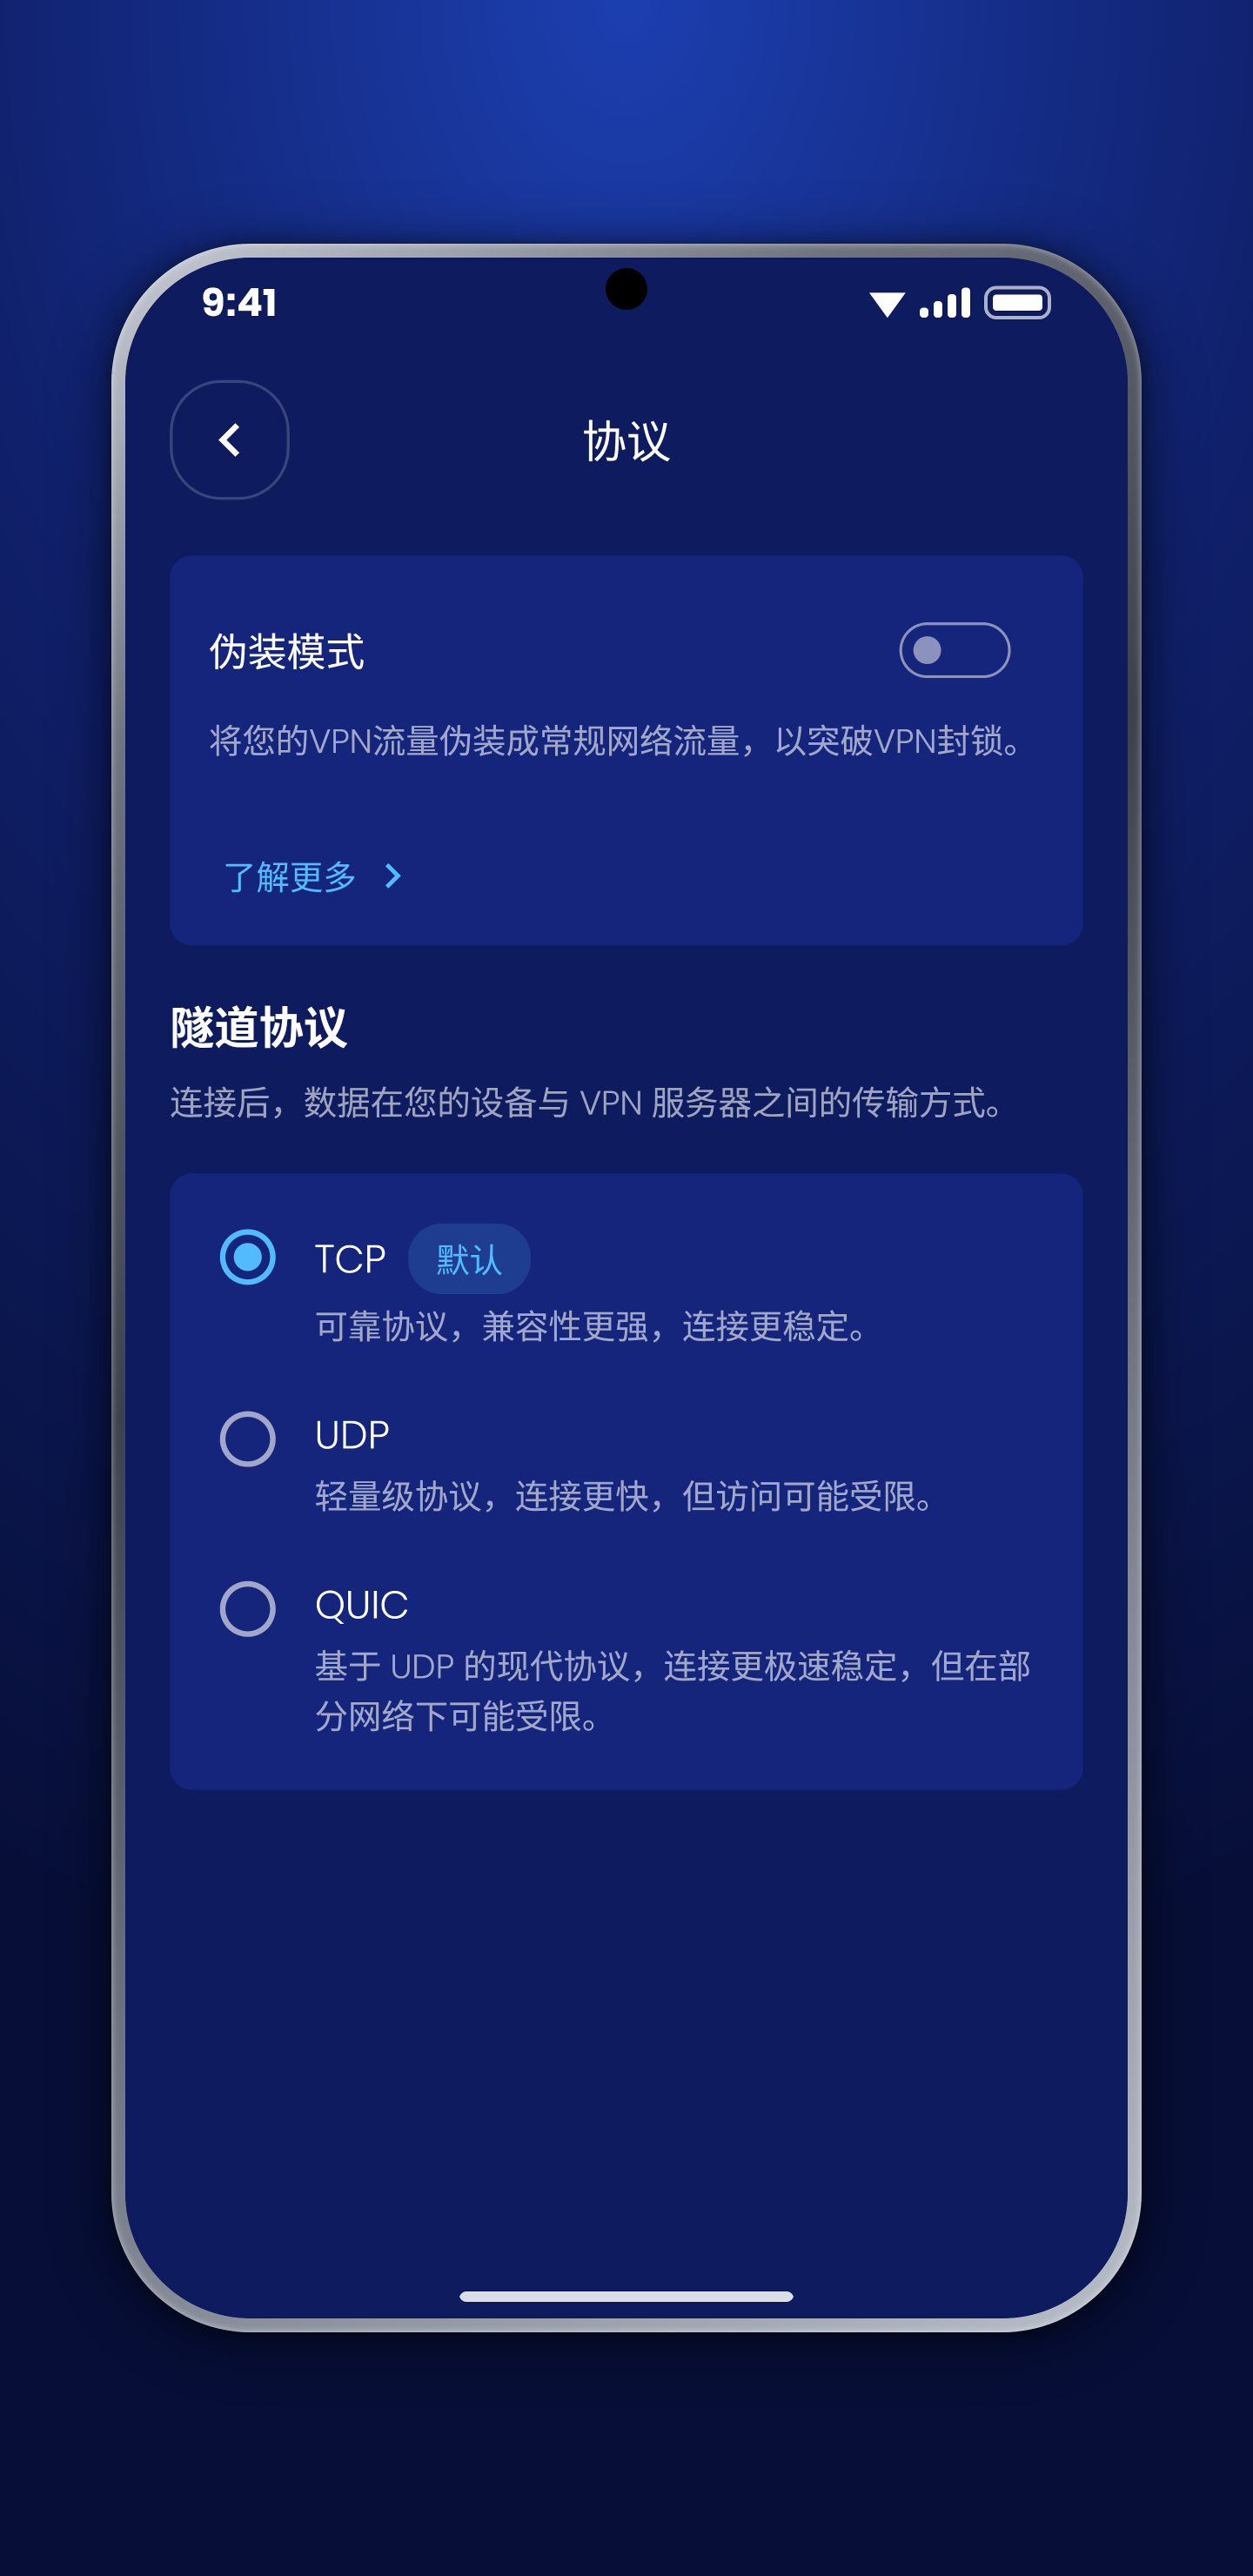 9:41
协议
伪装模式
将您的VPN流量伪装成常规网络流量，以突破VPN封锁。
了解更多
隧道协议
连接后，数据在您的设备与 VPN 服务器之间的传输方式。
TCP 默认
可靠协议，兼容性更强，连接更稳定。
UDP
轻量级协议，连接更快，但访问可能受限。
QUIC
基于 UDP 的现代协议，连接更极速稳定，但在部
分网络下可能受限。